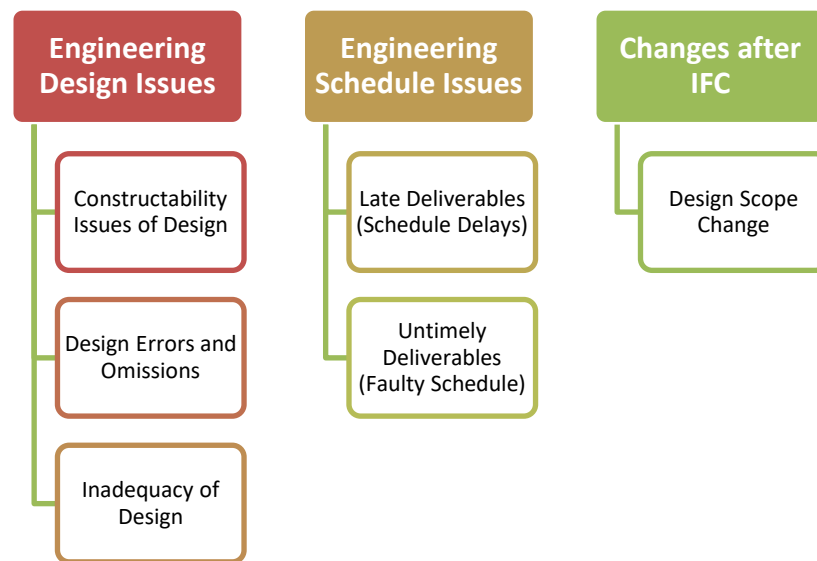 Engineering
Design Issues
Constructability
Issues of Design
Design Errors and
Omissions
Inadequacy of
Design
Engineering
Schedule Issues
Late Deliverables
(Schedule Delays)
Untimely
Deliverables
(Faulty Schedule)
Changes after
IFC
Design Scope
Change